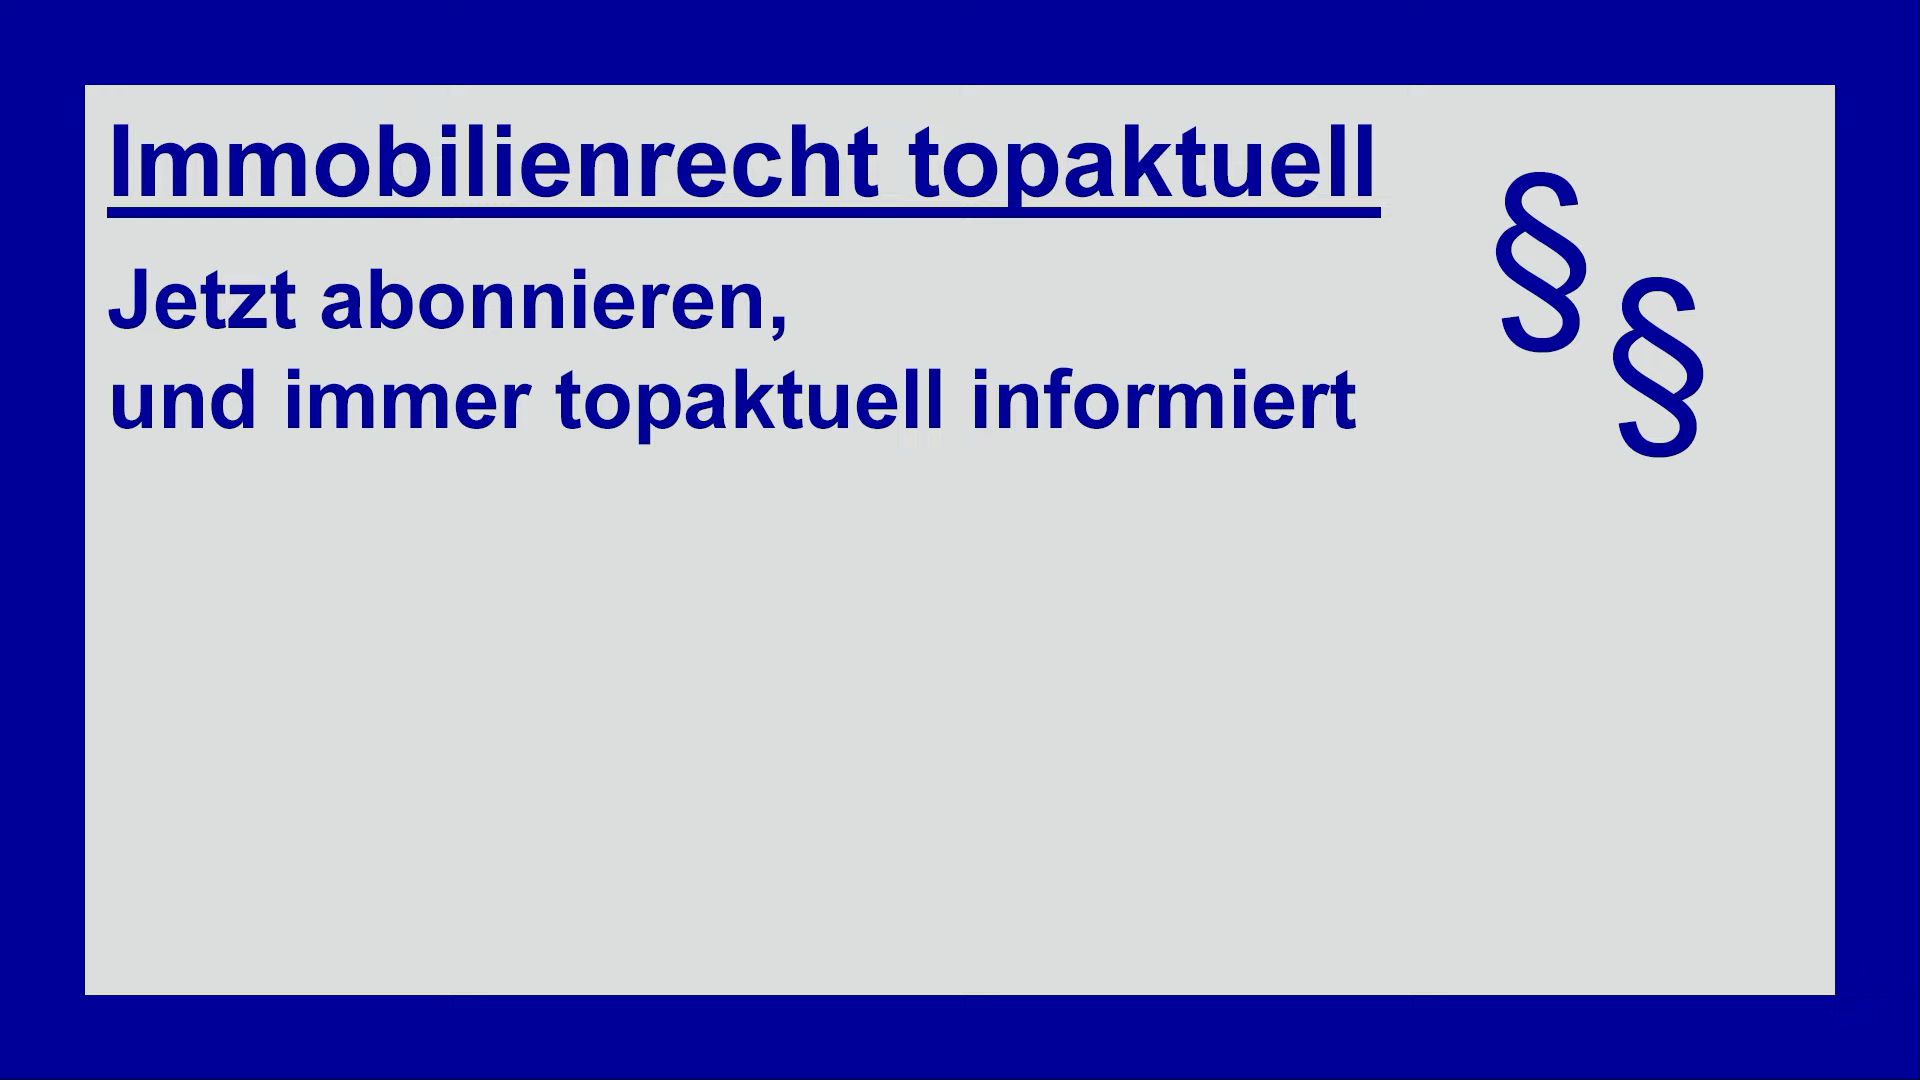 Immobilienrecht topaktuell
Jetzt abonnieren,
und immer topaktuell informiert
§
§